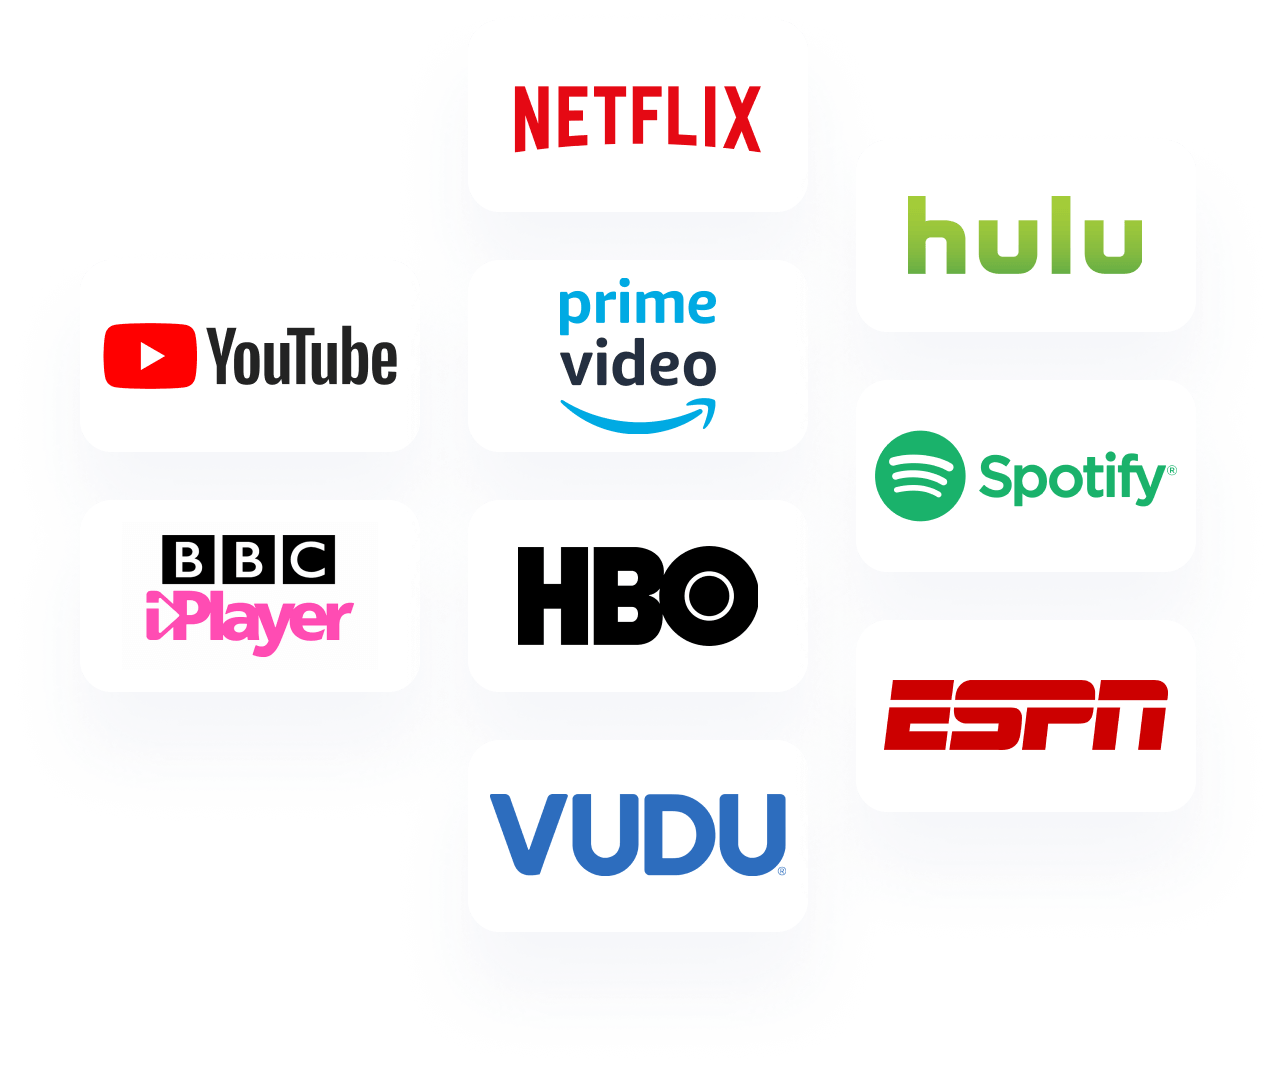 NETFLIX
hulu
prime
video
YouTube
Spotify®
BBC
iPlayer
HBO
ESPN
VUDU®